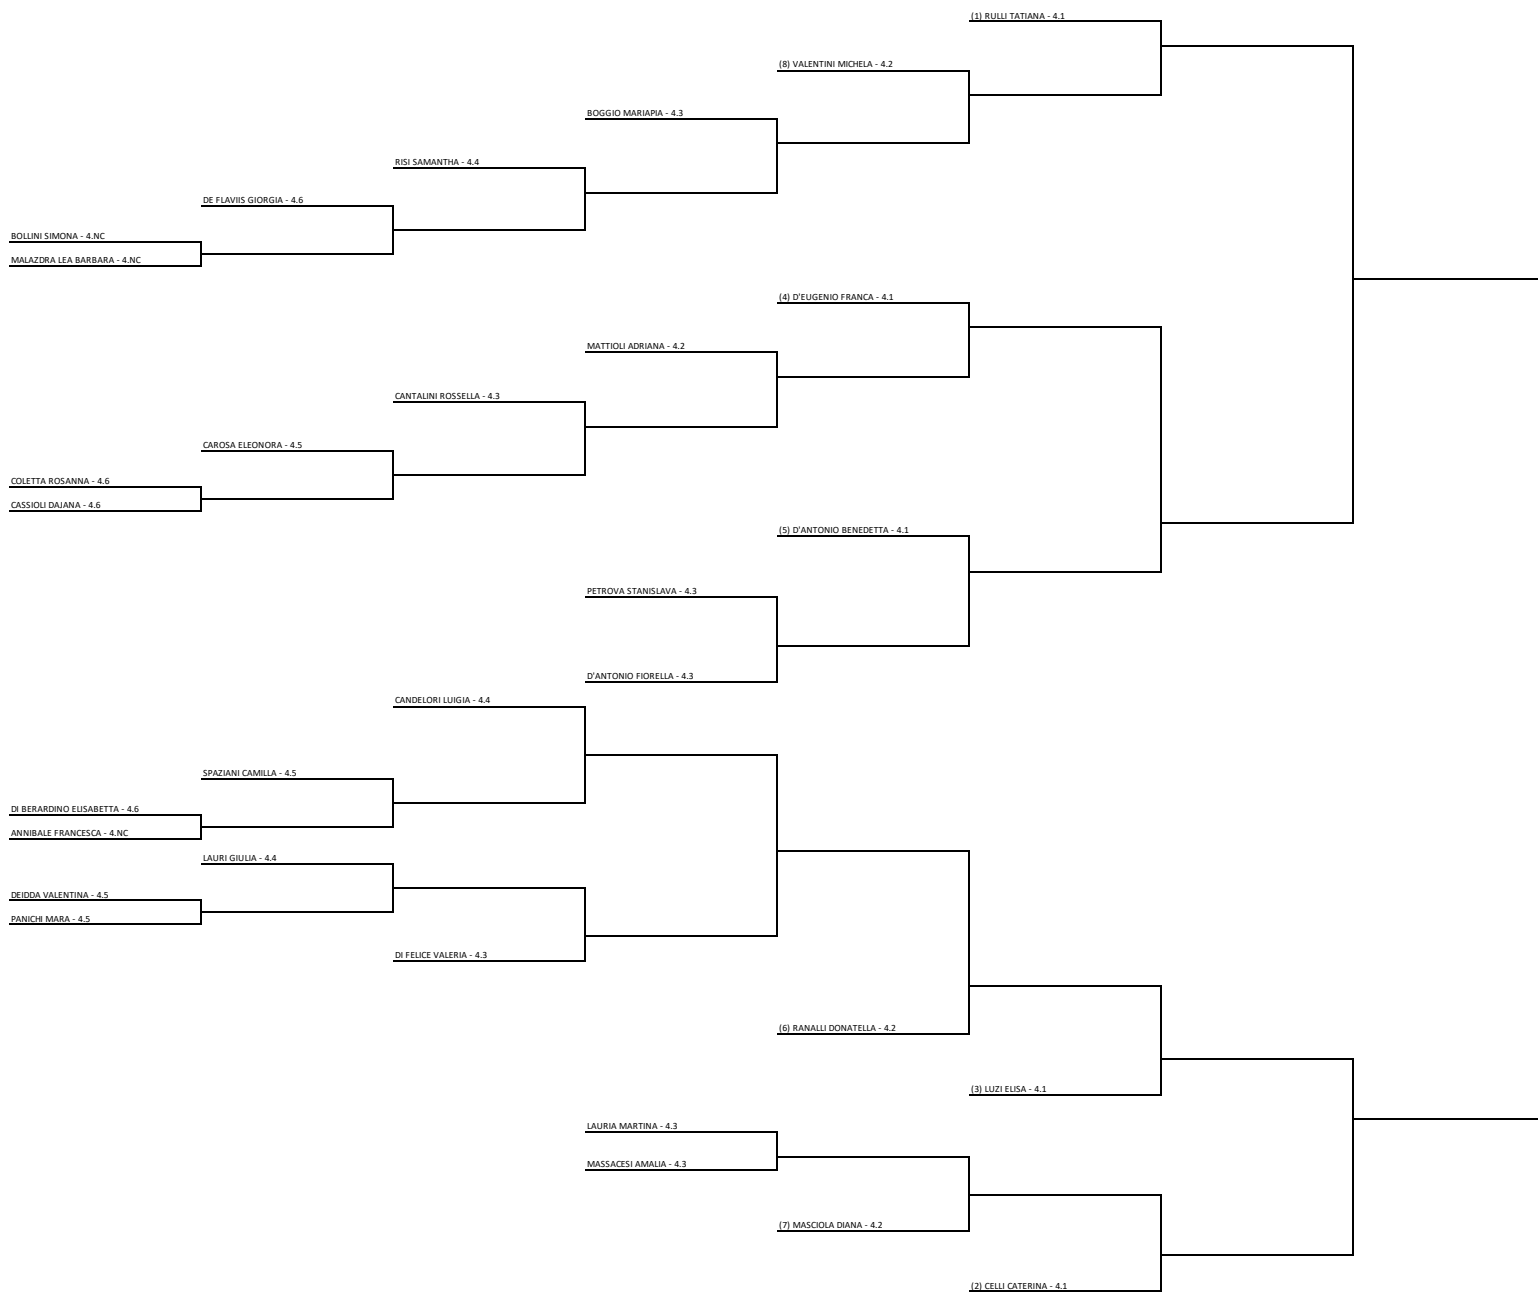 (1) RULLI TATIANA - 4.1
(8) VALENTINI MICHELA - 4.2
BOGGIO MARIAPIA - 4.3
RISI SAMANTHA - 4.4
DE FLAVIIS GIORGIA - 4.6
BOLLINI SIMONA - 4.NC
MALAZDRA LEA BARBARA - 4.NC
(4) D'EUGENIO FRANCA - 4.1
MATTIOLI ADRIANA - 4.2
CANTALINI ROSSELLA - 4.3
CAROSA ELEONORA - 4.5
COLETTA ROSANNA - 4.6
CASSIOLI DAJANA - 4.6
(5) D'ANTONIO BENEDETTA - 4.1
PETROVA STANISLAVA - 4.3
D'ANTONIO FIORELLA - 4.3
CANDELORI LUIGIA - 4.4
SPAZIANI CAMILLA - 4.5
DI BERARDINO ELISABETTA - 4.6
ANNIBALE FRANCESCA - 4.NC
LAURI GIULIA - 4.4
DEIDDA VALENTINA - 4.5
PANICHI MARA - 4.5
DI FELICE VALERIA - 4.3
(6) RANALLI DONATELLA - 4.2
(3) LUZI ELISA - 4.1
LAURIA MARTINA - 4.3
MASSACESI AMALIA - 4.3
(7) MASCIOLA DIANA - 4.2
(2) CELLI CATERINA - 4.1